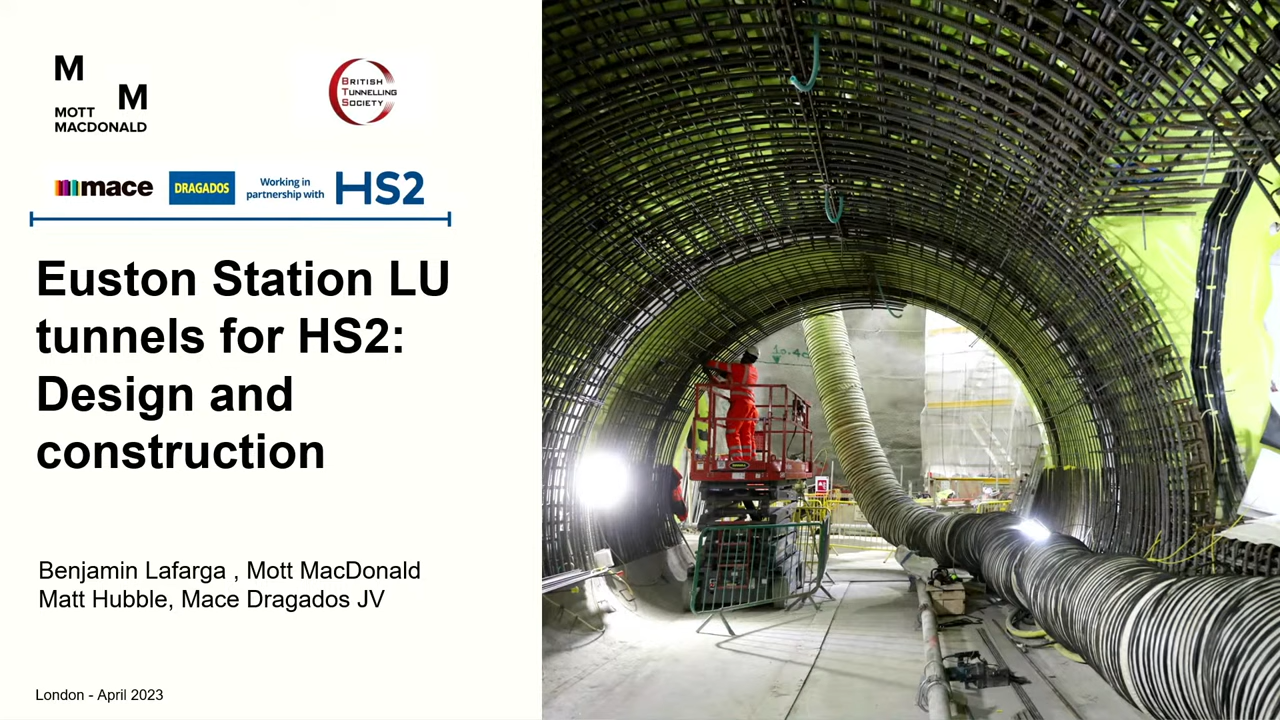 M
M
MOTT
MACDONALD
BRITISH
TUNNELLING
SOCIETY
mace
DRAGADOS
Working in
partnership with
HS2
Euston Station LU
tunnels for HS2:
Design and
construction
Benjamin Lafarga , Mott MacDonald
Matt Hubble, Mace Dragados JV
London - April 2023